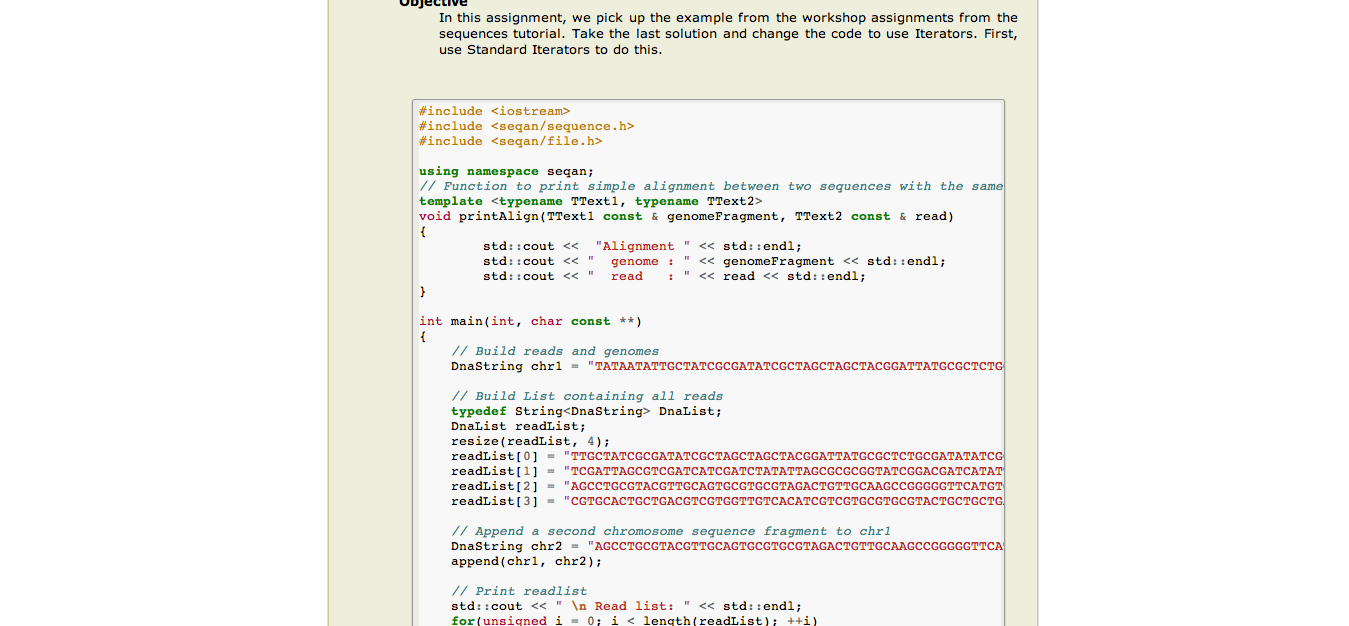 Objective
In this assignment, we pick up the example from the workshop assignments from the
sequences tutorial. Take the last solution and change the code to use Iterators. First,
use Standard Iterators to do this.
#include <iostream>
#include <seqan/sequence.h>
#include <seqan/file.h>
using namespace seqan;
// Function to print simple alignment between two sequences with the same
template <typename TText1, typename TText2>
void printAlign(TText1 const & genomeFragment, TText2 const & read)
{
std::cout <<  "Alignment " << std::endl;
std::cout << "  genome : " << genomeFragment << std::endl;
std::cout << "  read   : " << read << std::endl;
}
int main(int, char const **)
{
// Build reads and genomes
DnaString chr1 = "TATAATATTGCTATCGCGATATCGCTAGCTAGCTACGGATTATGCGCTCTG
// Build List containing all reads
typedef String<DnaString> DnaList;
DnaList readList;
resize(readList, 4);
readList[0] = "TTGCTATCGCGATATCGCTAGCTAGCTACGGATTATGCGCTCTGCGATATATCG
readList[1] = "TCGATTAGCGTCGATCATCGATCTATATTAGCGCGCGGTATCGGACGATCATAT
readList[2] = "AGCCTGCGTACGTTGCAGTGCGTGCGTAGACTGTTGCAAGCCGGGGGTTCATGT
readList[3] = "CGTGCACTGCTGACGTCGTGGTTGTCACATCGTCGTGCGTGCGTACTGCTGCTG
// Append a second chromosome sequence fragment to chr1
DnaString chr2 = "AGCCTGCGTACGTTGCAGTGCGTGCGTAGACTGTTGCAAGCCGGGGGTTCA
append(chr1, chr2);
// Print readlist
std::cout << " \n Read list: " << std::endl;
for(unsigned i = 0; i < length(readList); ++i)